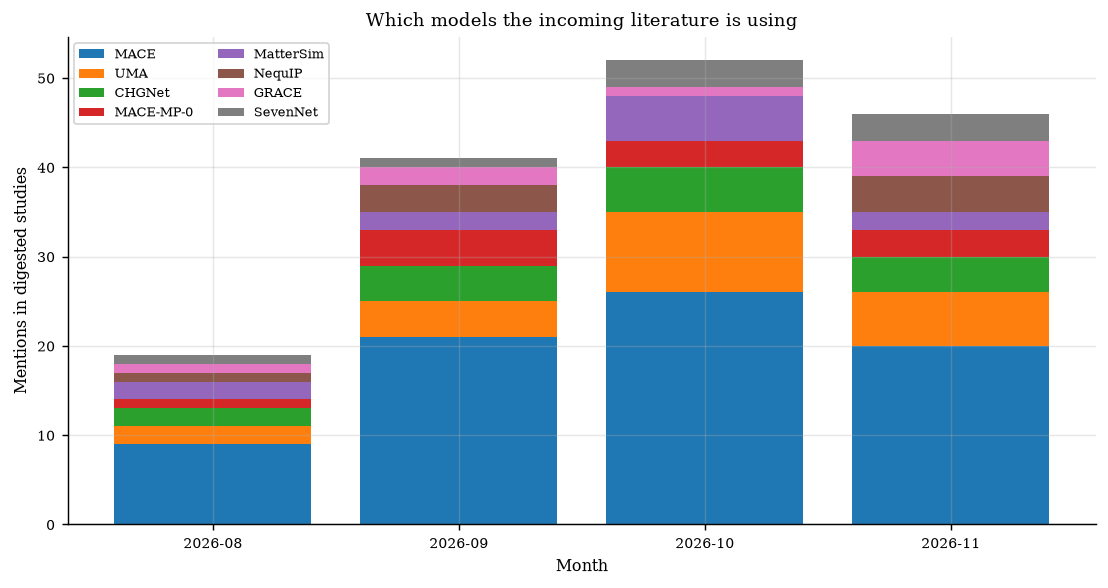 Which models the incoming literature is using
MACE
UMA
CHGNet
MACE-MP-0
MatterSim
NequIP
GRACE
SevenNet
Mentions in digested studies
50
40
30
20
10
0
2026-08
2026-09
2026-10
2026-11
Month